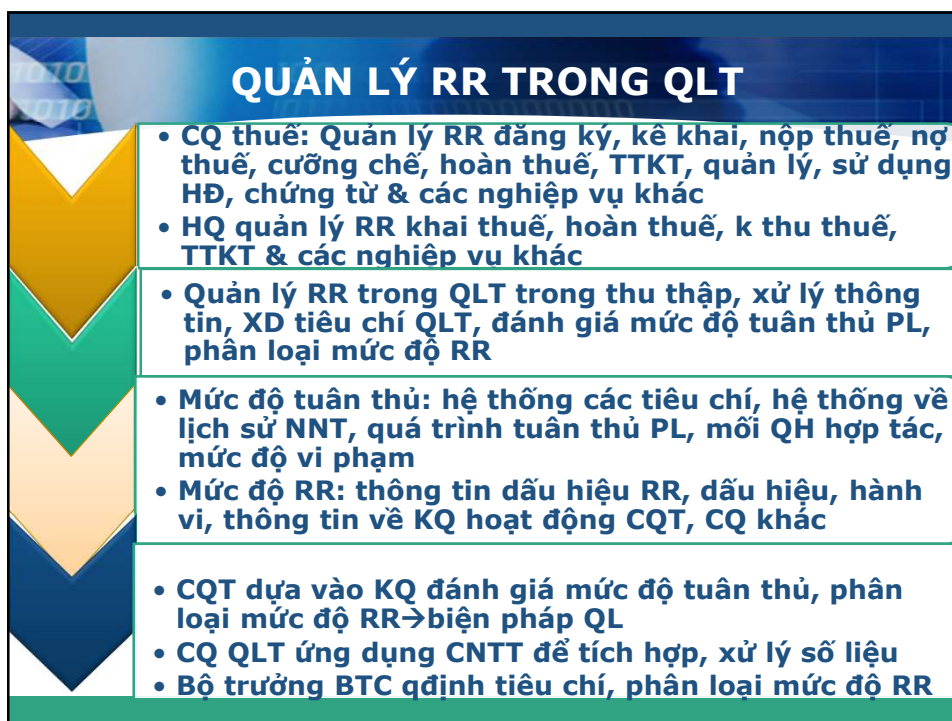 QUẢN LÝ RR TRONG QLT
• CQ thuế: Quản lý RR đăng ký, kê khai, nộp thuế, nợ
thuế, cưỡng chế, hoàn thuế, TTKT, quản lý, sử dụng
HĐ, chứng từ & các nghiệp vụ khác
• HQ quản lý RR khai thuế, hoàn thuế, k thu thuế,
TTKT & các nghiệp vụ khác
• Quản lý RR trong QLT trong thu thập, xử lý thông
tin, XD tiêu chí QLT, đánh giá mức độ tuân thủ PL,
phân loại mức độ RR
• Mức độ tuân thủ: hệ thống các tiêu chí, hệ thống về
lịch sử NNT, quá trình tuân thủ PL, mối QH hợp tác,
mức độ vi phạm
• Mức độ RR: thông tin dấu hiệu RR, dấu hiệu, hành
vi, thông tin về KQ hoạt động CQT, CQ khác
• CQT dựa vào KQ đánh giá mức độ tuân thủ, phân
loại mức độ RR→biện pháp QL
• CQ QLT ứng dụng CNTT để tích hợp, xử lý số liệu
• Bộ trưởng BTC qđịnh tiêu chí, phân loại mức độ RR